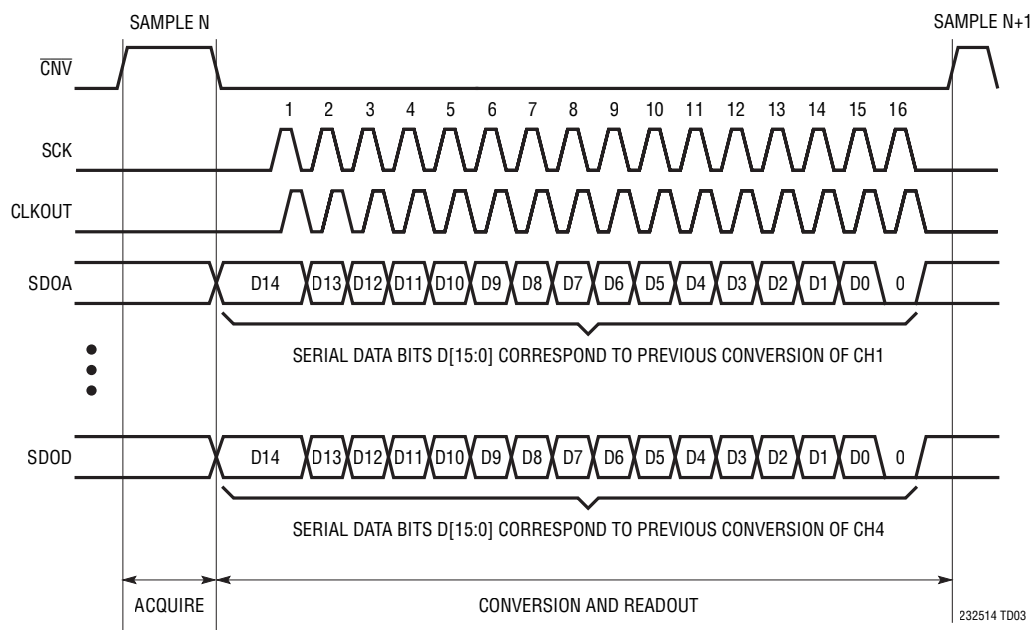 SAMPLE N
SAMPLE N+1
CNV
1 2 3 4 5 6 7 8 9 10 11 12 13 14 15 16
SCK
CLKOUT
SDOA D14 D13 D12 D11 D10 D9 D8 D7 D6 D5 D4 D3 D2 D1 D0 0
SERIAL DATA BITS D[15:0] CORRESPOND TO PREVIOUS CONVERSION OF CH1
SDOD D14 D13 D12 D11 D10 D9 D8 D7 D6 D5 D4 D3 D2 D1 D0 0
SERIAL DATA BITS D[15:0] CORRESPOND TO PREVIOUS CONVERSION OF CH4
ACQUIRE
CONVERSION AND READOUT
232514 TD03